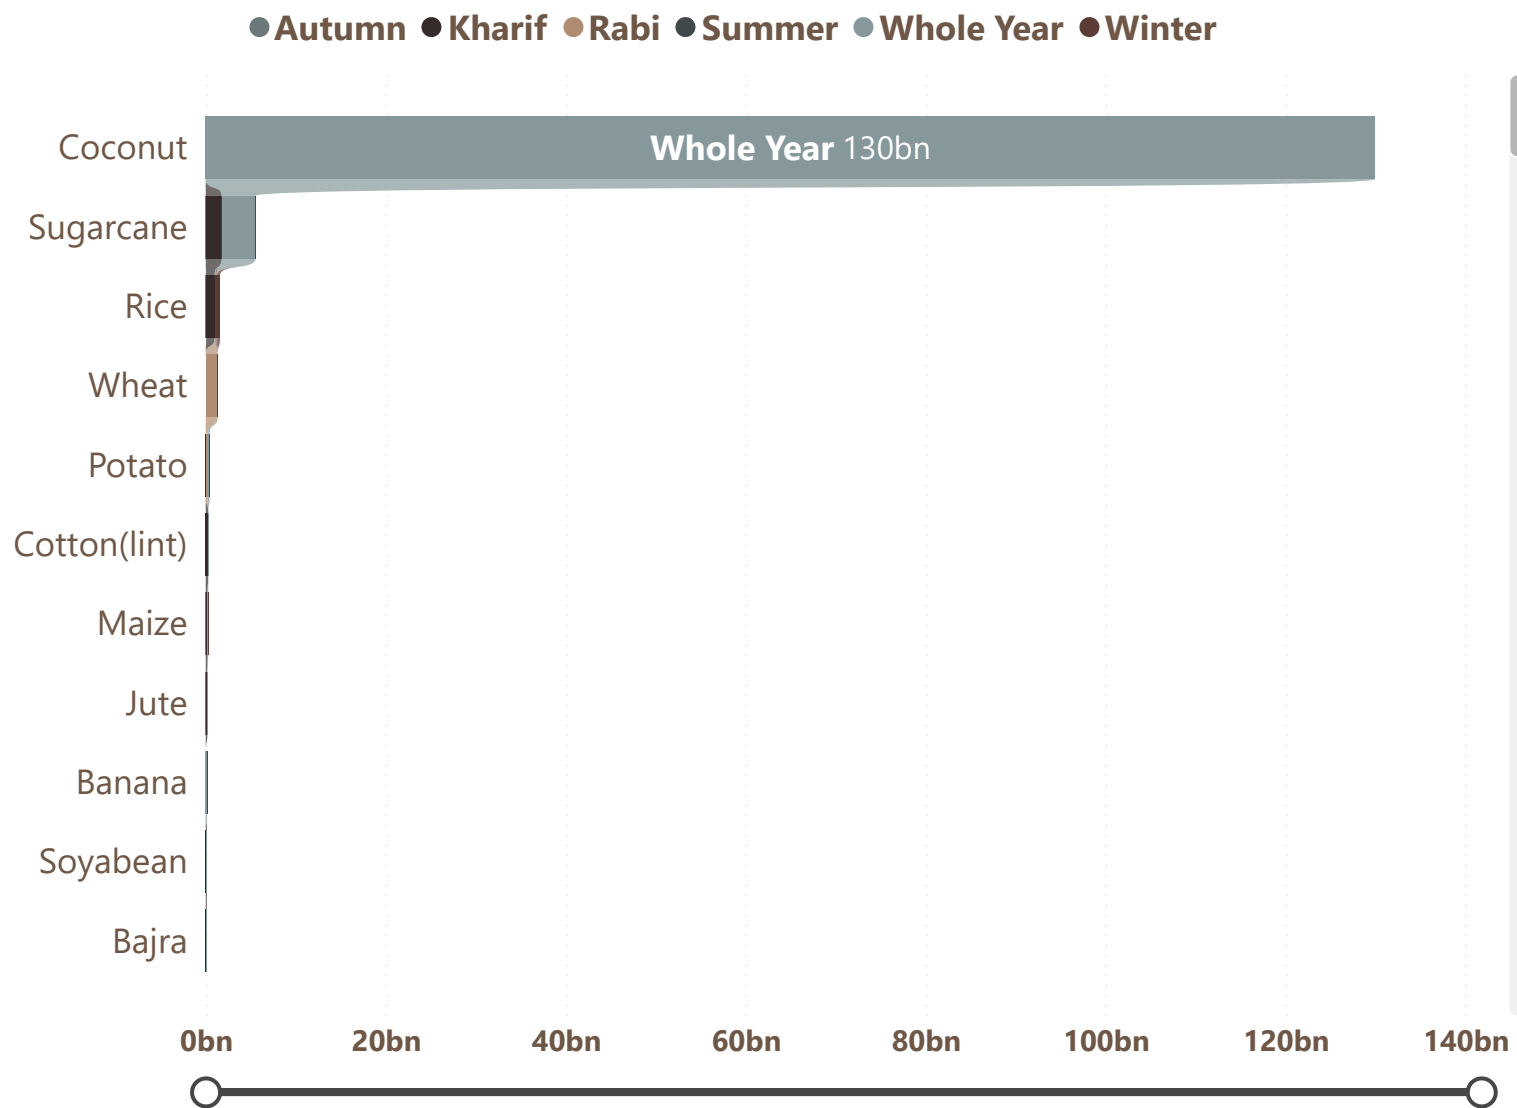 Autumn Kharif Rabi Summer Whole Year Winter
Coconut
Whole Year 130bn
Sugarcane
Rice
Wheat
Potato
Cotton(lint)
Maize
Jute
Banana
Soyabean
Bajra
0bn 20bn 40bn 60bn 80bn 100bn 120bn 140bn